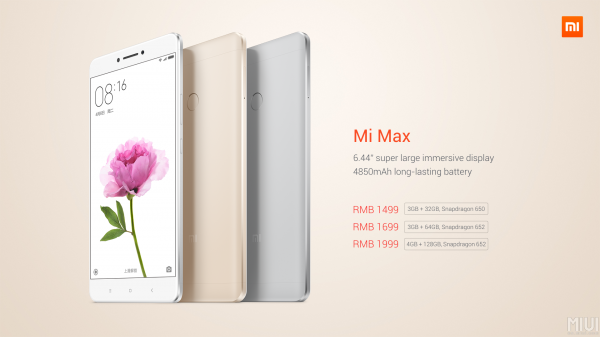 mi
08:16
Mi Max
6.44" super large immersive display
4850mAh long-lasting battery
RMB 1499 3GB + 32GB, Snapdragon 650
RMB 1699 3GB + 64GB, Snapdragon 652
RMB 1999 4GB + 128GB, Snapdragon 652
MIUI